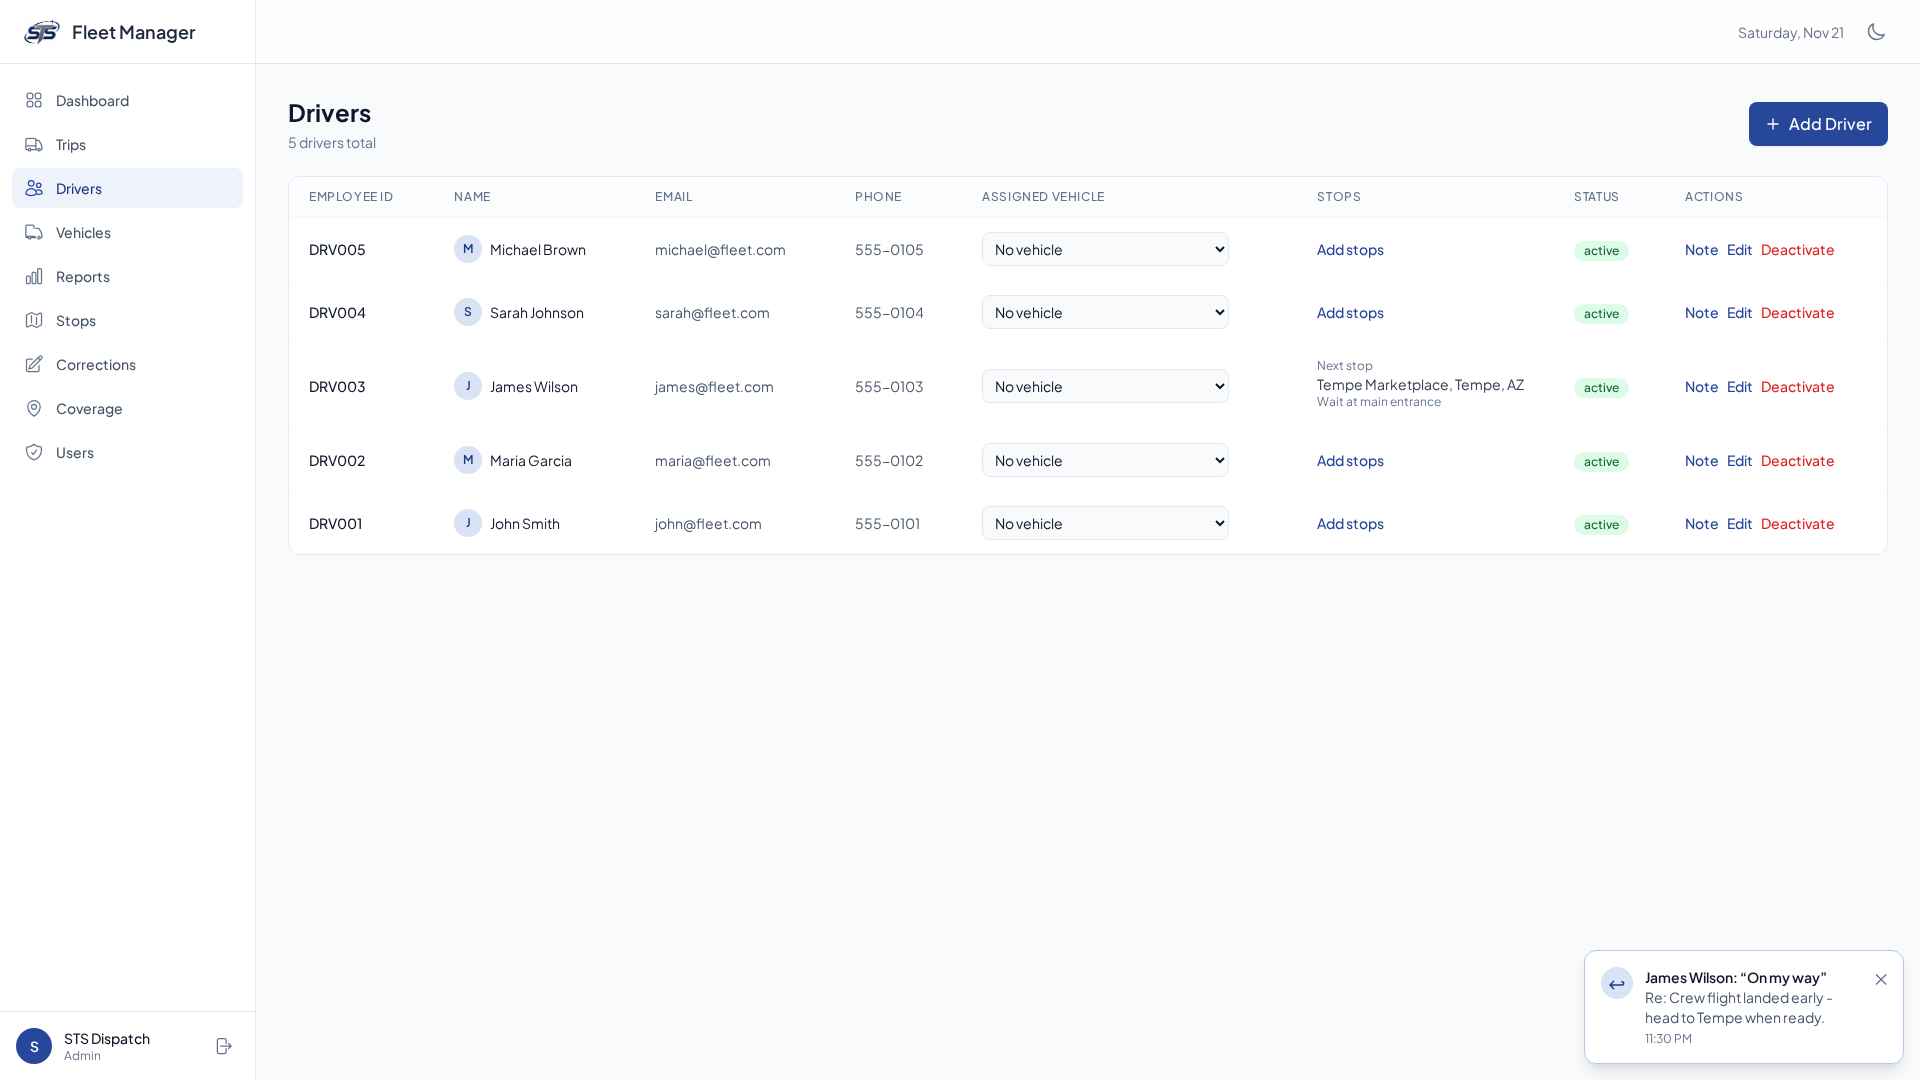 STS Fleet Manager
Saturday, Nov 21
Dashboard
Trips
Drivers
Vehicles
Reports
Stops
Corrections
Coverage
Users
Drivers
5 drivers total
+ Add Driver
EMPLOYEE ID NAME EMAIL PHONE ASSIGNED VEHICLE STOPS STATUS ACTIONS
DRV005 M Michael Brown michael@fleet.com 555-0105 No vehicle Add stops active Note Edit Deactivate
DRV004 S Sarah Johnson sarah@fleet.com 555-0104 No vehicle Add stops active Note Edit Deactivate
Next stop
DRV003 J James Wilson james@fleet.com 555-0103 No vehicle Tempe Marketplace, Tempe, AZ active Note Edit Deactivate
Wait at main entrance
DRV002 M Maria Garcia maria@fleet.com 555-0102 No vehicle Add stops active Note Edit Deactivate
DRV001 J John Smith john@fleet.com 555-0101 No vehicle Add stops active Note Edit Deactivate
James Wilson: “On my way”
Re: Crew flight landed early -
head to Tempe when ready.
11:30 PM
S STS Dispatch
Admin